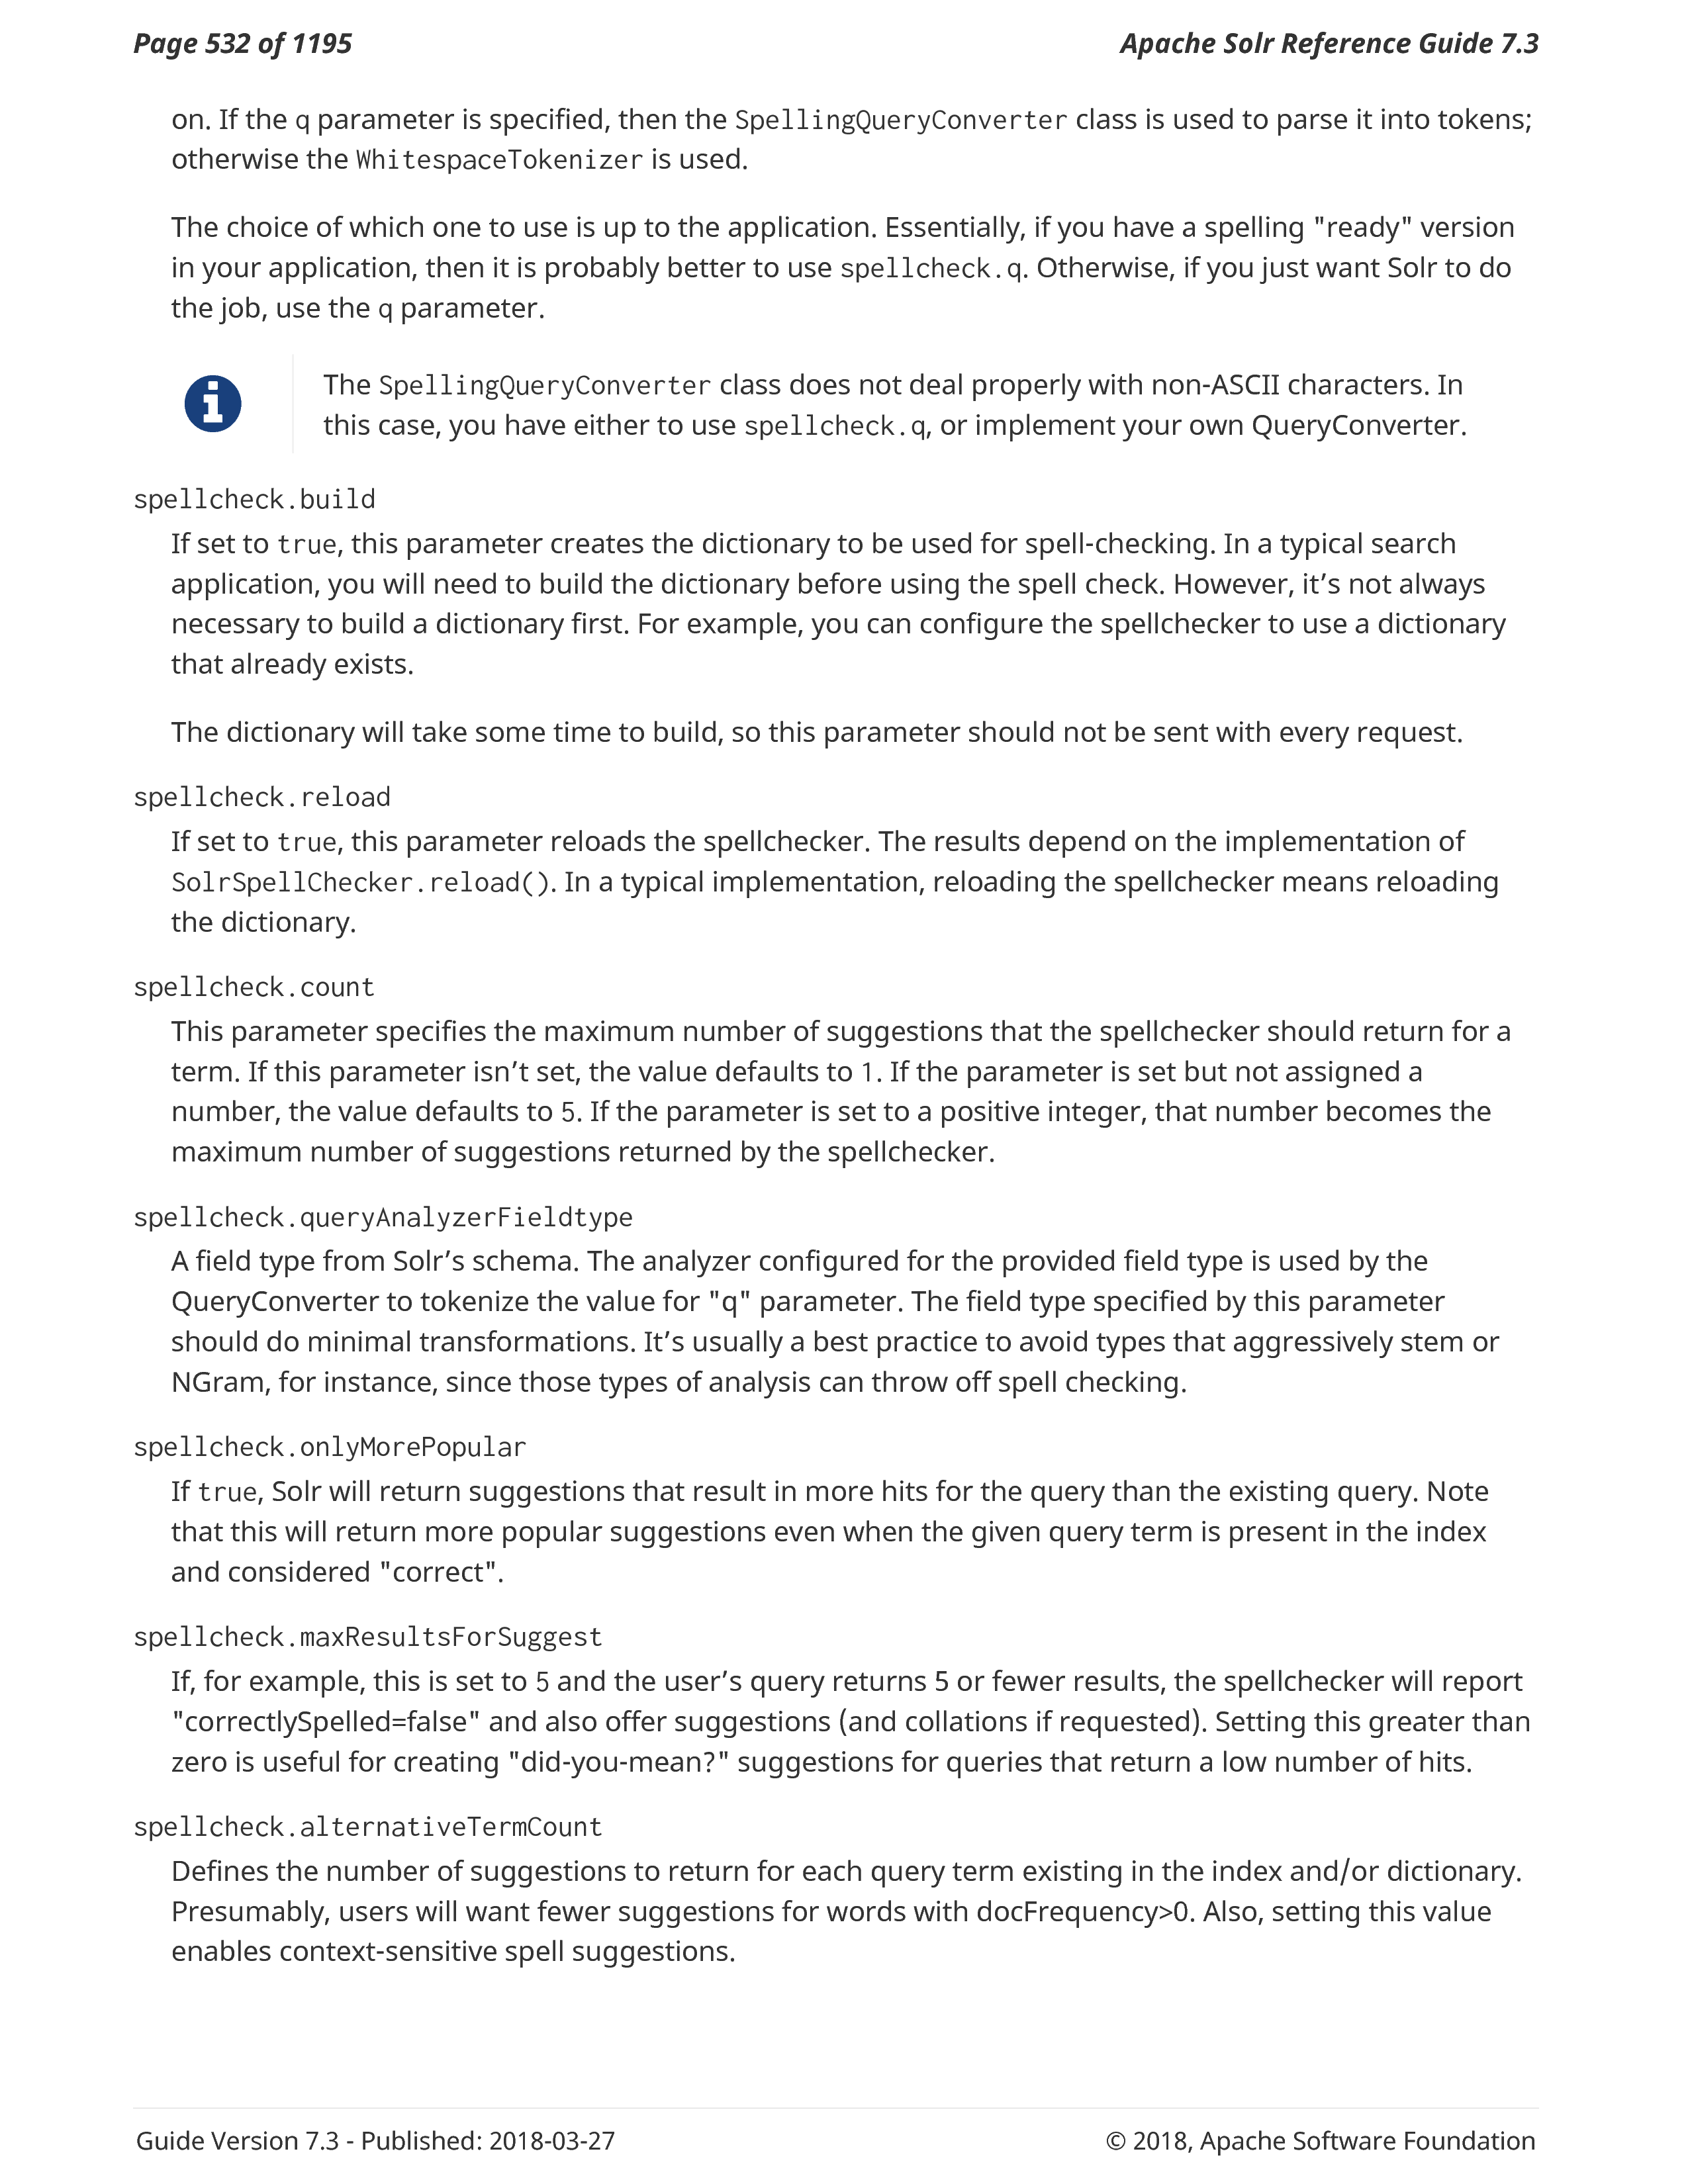 Page 532 of 1195
Apache Solr Reference Guide 7.3
on. If the q parameter is specified, then the SpellingQueryConverter class is used to parse it into tokens;
otherwise the WhitespaceTokenizer is used.
The choice of which one to use is up to the application. Essentially, if you have a spelling "ready" version
in your application, then it is probably better to use spellcheck.q. Otherwise, if you just want Solr to do
the job, use the q parameter.
The SpellingQueryConverter class does not deal properly with non-ASCII characters. In
this case, you have either to use spellcheck.q, or implement your own QueryConverter.
spellcheck.build
If set to true, this parameter creates the dictionary to be used for spell-checking. In a typical search
application, you will need to build the dictionary before using the spell check. However, it’s not always
necessary to build a dictionary first. For example, you can configure the spellchecker to use a dictionary
that already exists.
The dictionary will take some time to build, so this parameter should not be sent with every request.
spellcheck.reload
If set to true, this parameter reloads the spellchecker. The results depend on the implementation of
SolrSpellChecker.reload(). In a typical implementation, reloading the spellchecker means reloading
the dictionary.
spellcheck.count
This parameter specifies the maximum number of suggestions that the spellchecker should return for a
term. If this parameter isn’t set, the value defaults to 1. If the parameter is set but not assigned a
number, the value defaults to 5. If the parameter is set to a positive integer, that number becomes the
maximum number of suggestions returned by the spellchecker.
spellcheck.queryAnalyzerFieldtype
A field type from Solr’s schema. The analyzer configured for the provided field type is used by the
QueryConverter to tokenize the value for "q" parameter. The field type specified by this parameter
should do minimal transformations. It’s usually a best practice to avoid types that aggressively stem or
NGram, for instance, since those types of analysis can throw off spell checking.
spellcheck.onlyMorePopular
If true, Solr will return suggestions that result in more hits for the query than the existing query. Note
that this will return more popular suggestions even when the given query term is present in the index
and considered "correct".
spellcheck.maxResultsForSuggest
If, for example, this is set to 5 and the user’s query returns 5 or fewer results, the spellchecker will report
"correctlySpelled=false" and also offer suggestions (and collations if requested). Setting this greater than
zero is useful for creating "did-you-mean?" suggestions for queries that return a low number of hits.
spellcheck.alternativeTermCount
Defines the number of suggestions to return for each query term existing in the index and/or dictionary.
Presumably, users will want fewer suggestions for words with docFrequency>0. Also, setting this value
enables context-sensitive spell suggestions.
Guide Version 7.3 - Published: 2018-03-27
© 2018, Apache Software Foundation